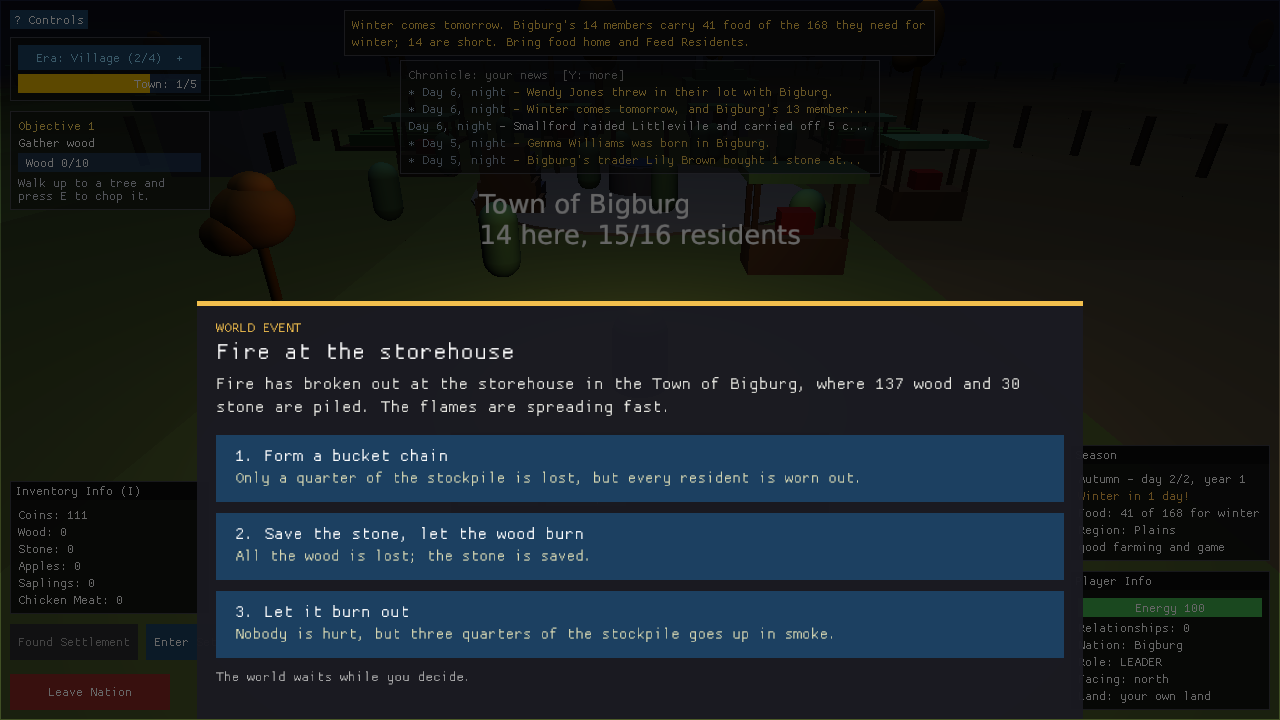 ? Controls
Era: Village (2/4) +
Town: 1/5
Objective 1
Gather wood
Wood 0/10
Walk up to a tree and
press E to chop it.
Winter comes tomorrow. Bigburg's 14 members carry 41 food of the 168 they need for
winter; 14 are short. Bring food home and Feed Residents.
Chronicle: your news [Y: more]
* Day 6, night – Wendy Jones threw in their lot with Bigburg.
* Day 6, night – Winter comes tomorrow, and Bigburg's 13 member...
Day 6, night – Smallford raided Littleville and carried off 5 c...
* Day 5, night – Gemma Williams was born in Bigburg.
* Day 5, night – Bigburg's trader Lily Brown bought 1 stone at...
Town of Bigburg
14 here, 15/16 residents
WORLD EVENT
Fire at the storehouse
Fire has broken out at the storehouse in the Town of Bigburg, where 137 wood and 30
stone are piled. The flames are spreading fast.
1. Form a bucket chain
Only a quarter of the stockpile is lost, but every resident is worn out.
2. Save the stone, let the wood burn
All the wood is lost; the stone is saved.
3. Let it burn out
Nobody is hurt, but three quarters of the stockpile goes up in smoke.
The world waits while you decide.
Inventory Info (I)
Coins: 111
Wood: 0
Stone: 0
Apples: 0
Saplings: 0
Chicken Meat: 0
Found Settlement
Enter
Leave Nation
eason
Autumn – day 2/2, year 1
Winter in 1 day!
Food: 41 of 168 for winter
Region: Plains
good farming and game
layer Info
Energy 100
Relationships: 0
Nation: Bigburg
Role: LEADER
Facing: north
Land: your own land